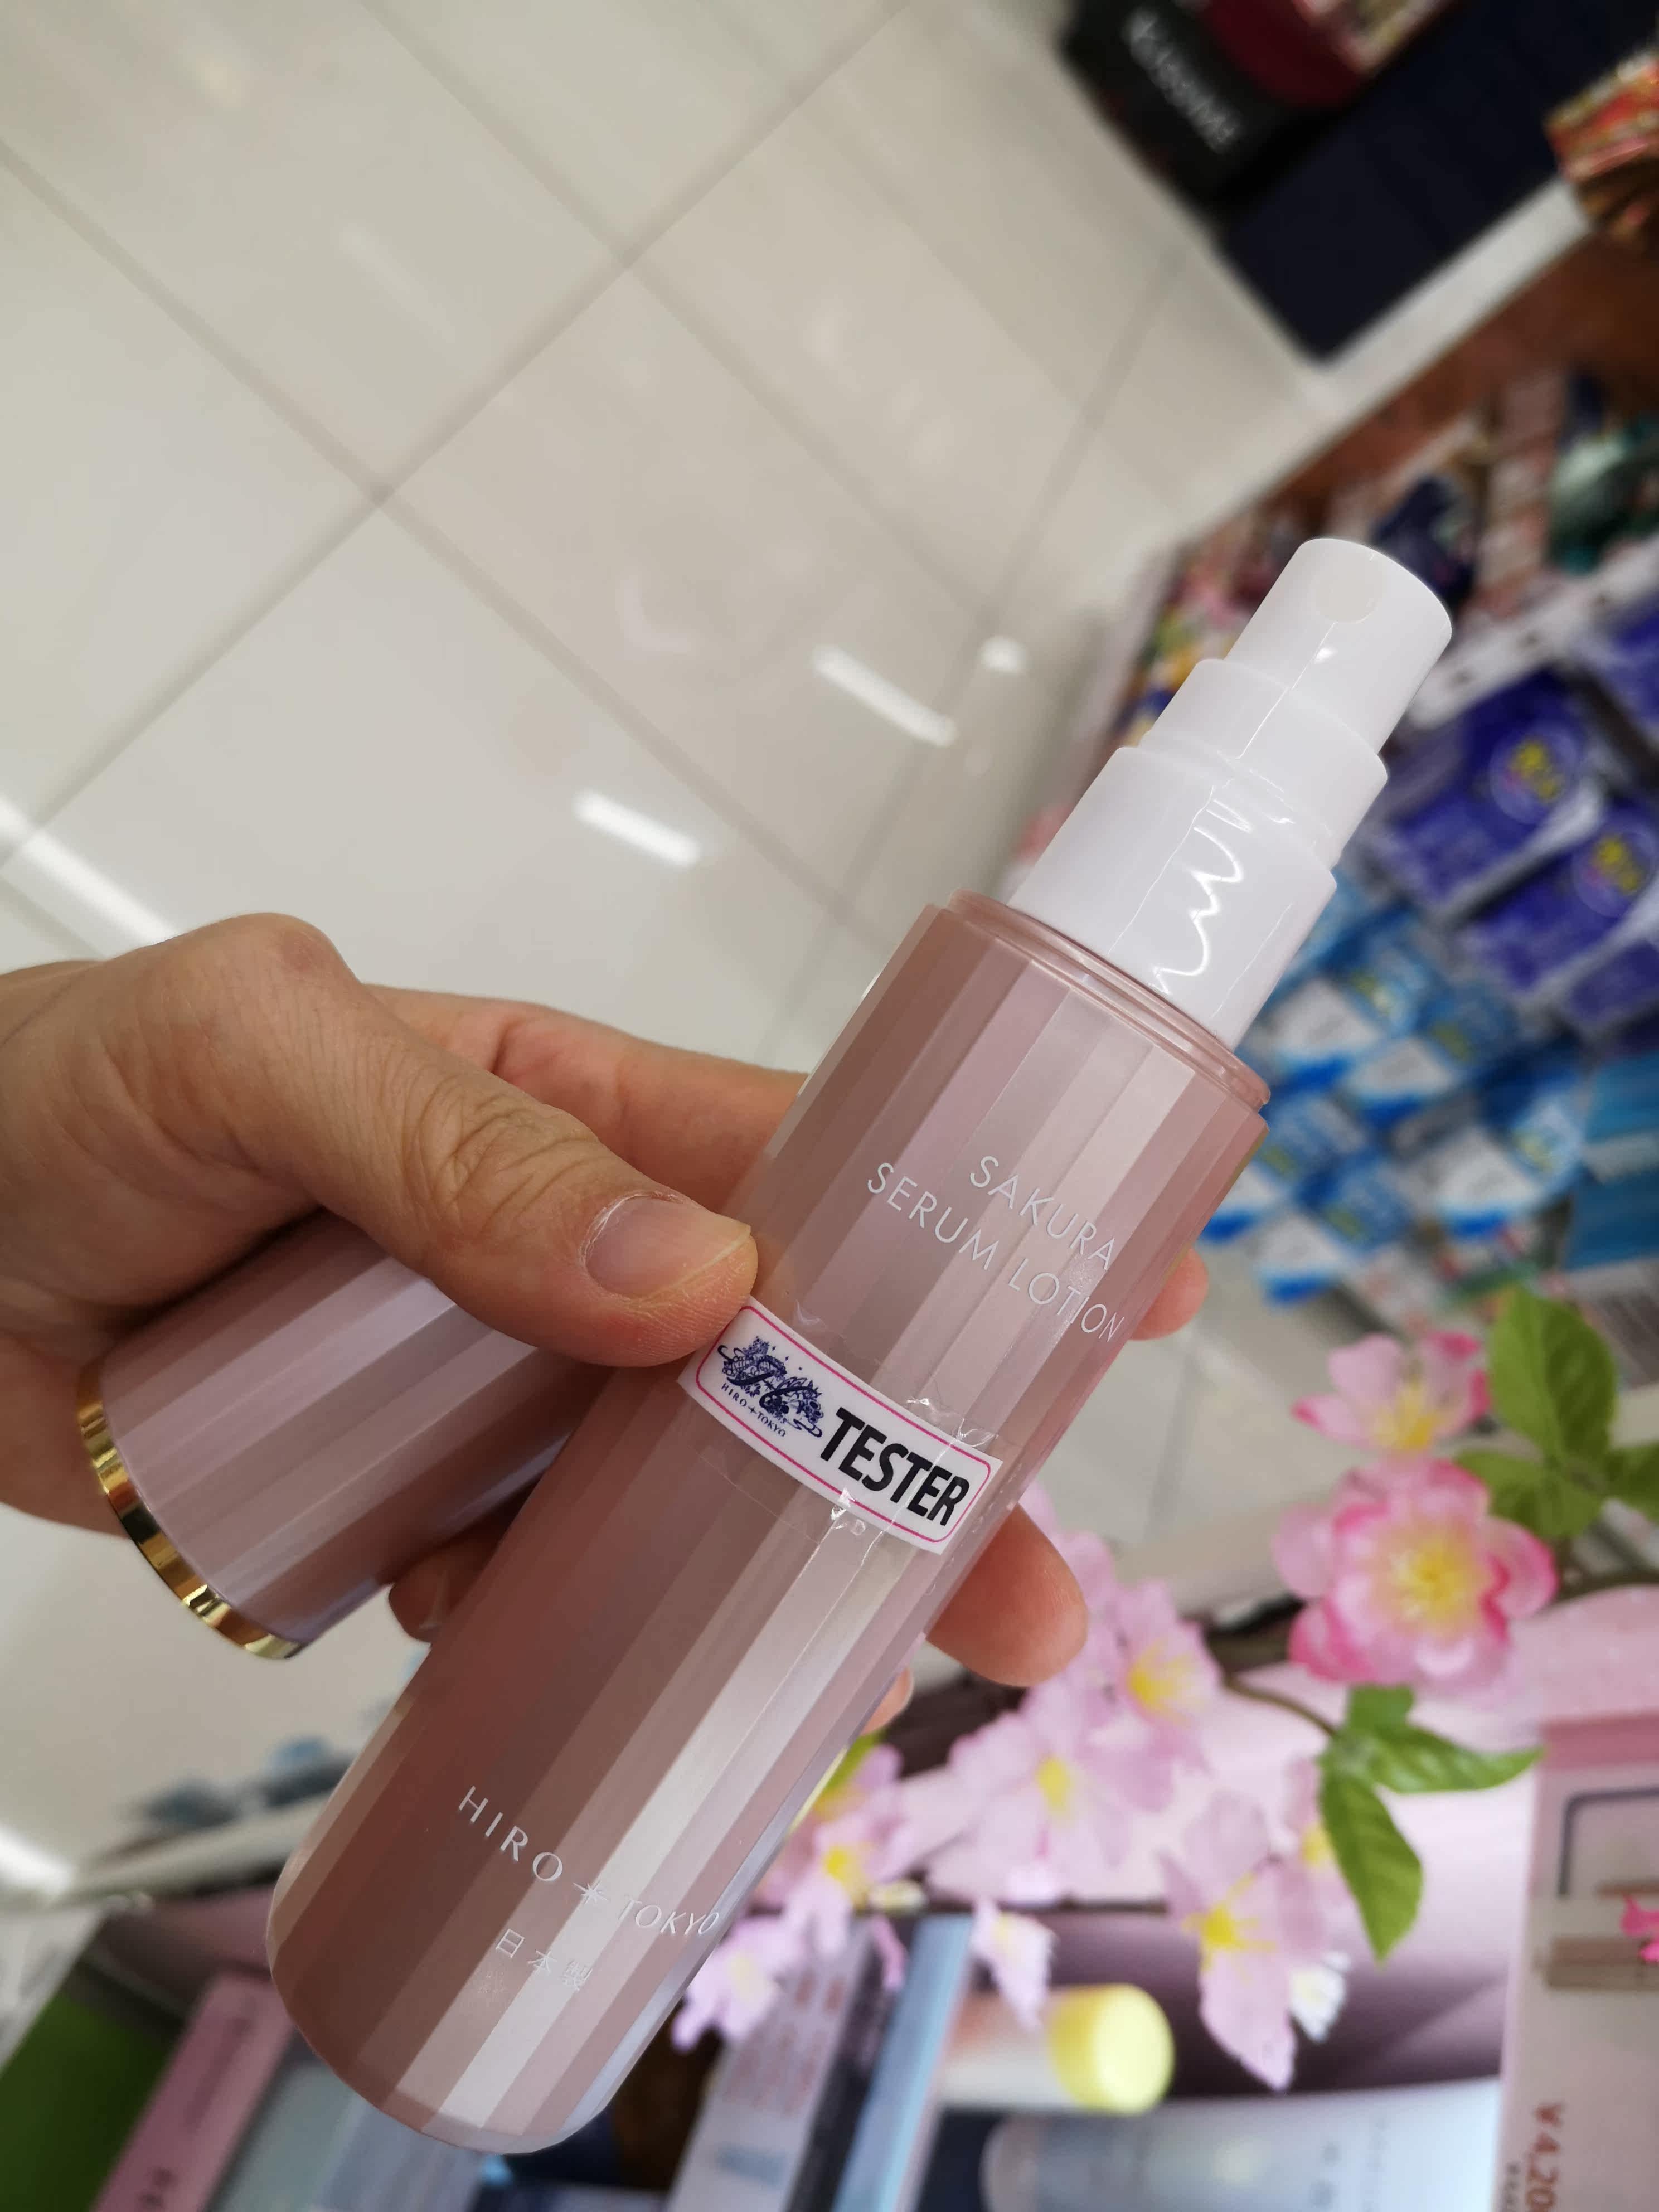 SAKURA
SERUM LOTION
HIRO✦TOKYO
TESTER
HIRO✳TOKYO
日本製